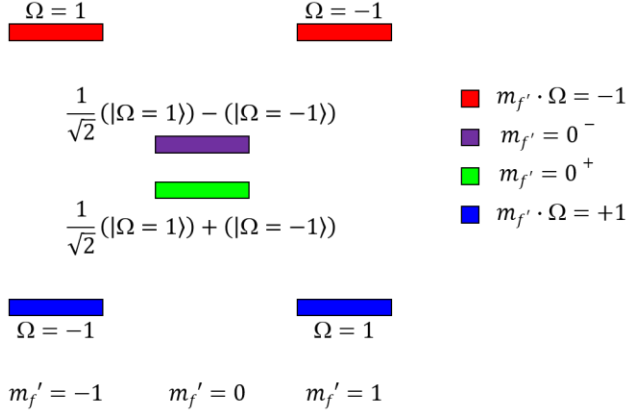 Ω = 1
Ω = −1
1/√2 (|Ω = 1⟩) − (|Ω = −1⟩)
1/√2 (|Ω = 1⟩) + (|Ω = −1⟩)
Ω = −1
Ω = 1
m_f′ = −1
m_f′ = 0
m_f′ = 1
m_f′ · Ω = −1
m_f′ = 0⁻
m_f′ = 0⁺
m_f′ · Ω = +1